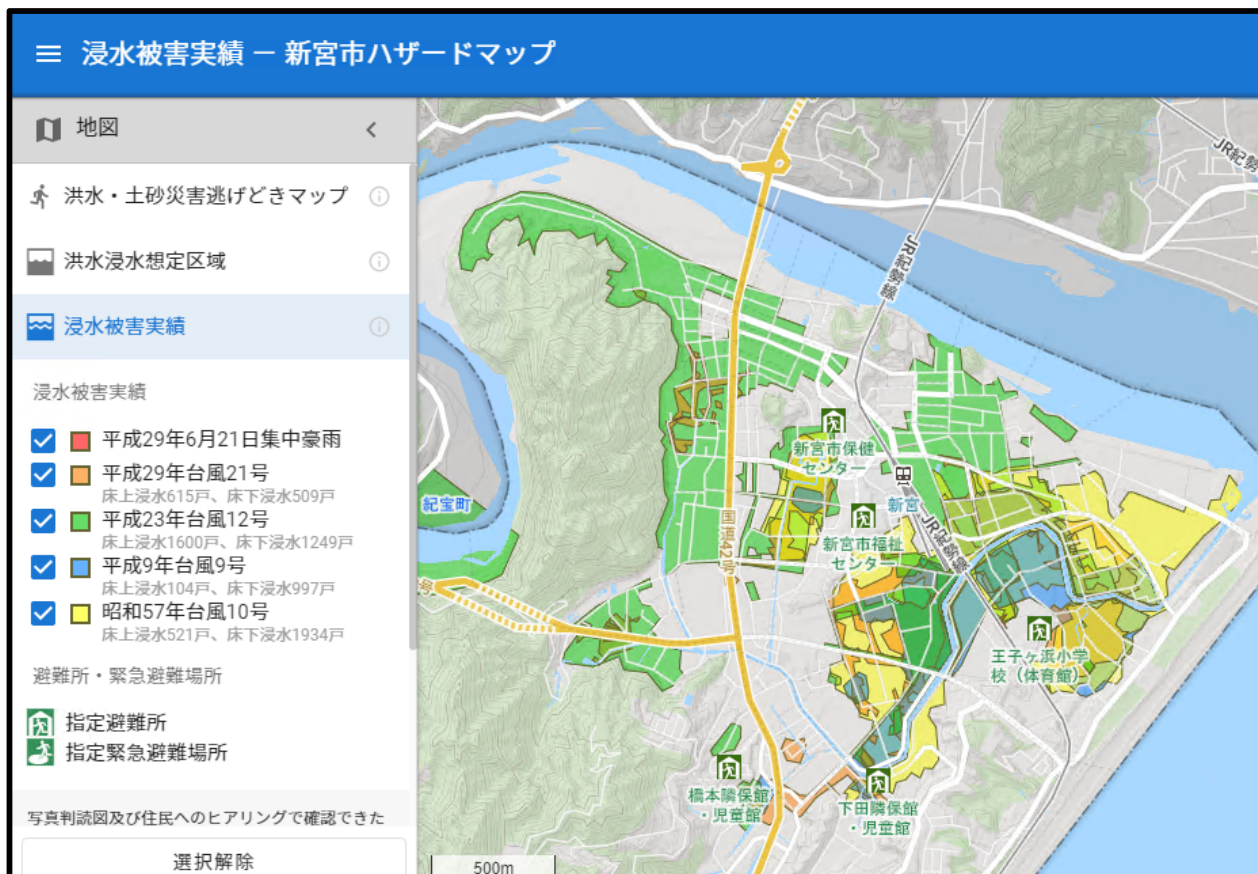 浸水被害実績 － 新宮市ハザードマップ
地図
洪水・土砂災害逃げどきマップ
洪水浸水想定区域
浸水被害実績
浸水被害実績
平成29年6月21日集中豪雨
平成29年台風21号
床上浸水615戸、床下浸水509戸
平成23年台風12号
床上浸水1600戸、床下浸水1249戸
平成9年台風9号
床上浸水104戸、床下浸水997戸
昭和57年台風10号
床上浸水521戸、床下浸水1934戸
避難所・緊急避難場所
指定避難所
指定緊急避難場所
写真判読図及び住民へのヒアリングで確認できた
選択解除
JR紀勢
JR紀勢線
新宮市保健
センター
紀宝町
新宮
国道42号
新宮市福祉
センター
JR紀勢線
号
王子ヶ浜小学
校（体育館）
橋本隣保館
・児童館
下田隣保館
・児童館
500m